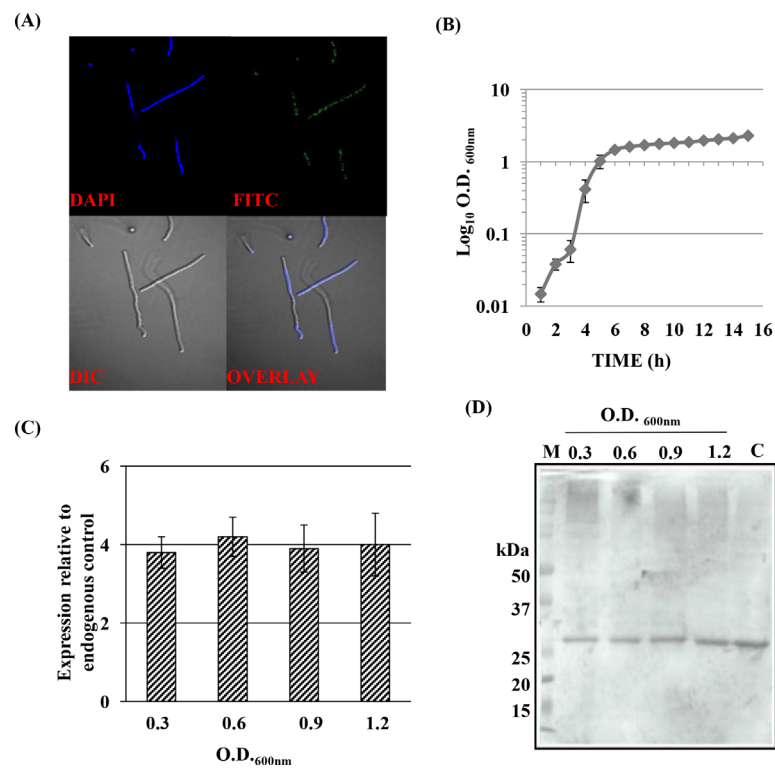 (A)
DAPI
FITC
DIC
OVERLAY
(B)
Log10 O.D. 600nm
10
1
0.1
0.01
0 2 4 6 8 10 12 14 16
TIME (h)
(C)
Expression relative to
endogenous control
6
4
2
0
0.3 0.6 0.9 1.2
O.D.600nm
(D)
O.D. 600nm
M 0.3 0.6 0.9 1.2 C
kDa
50
37
25
20
15